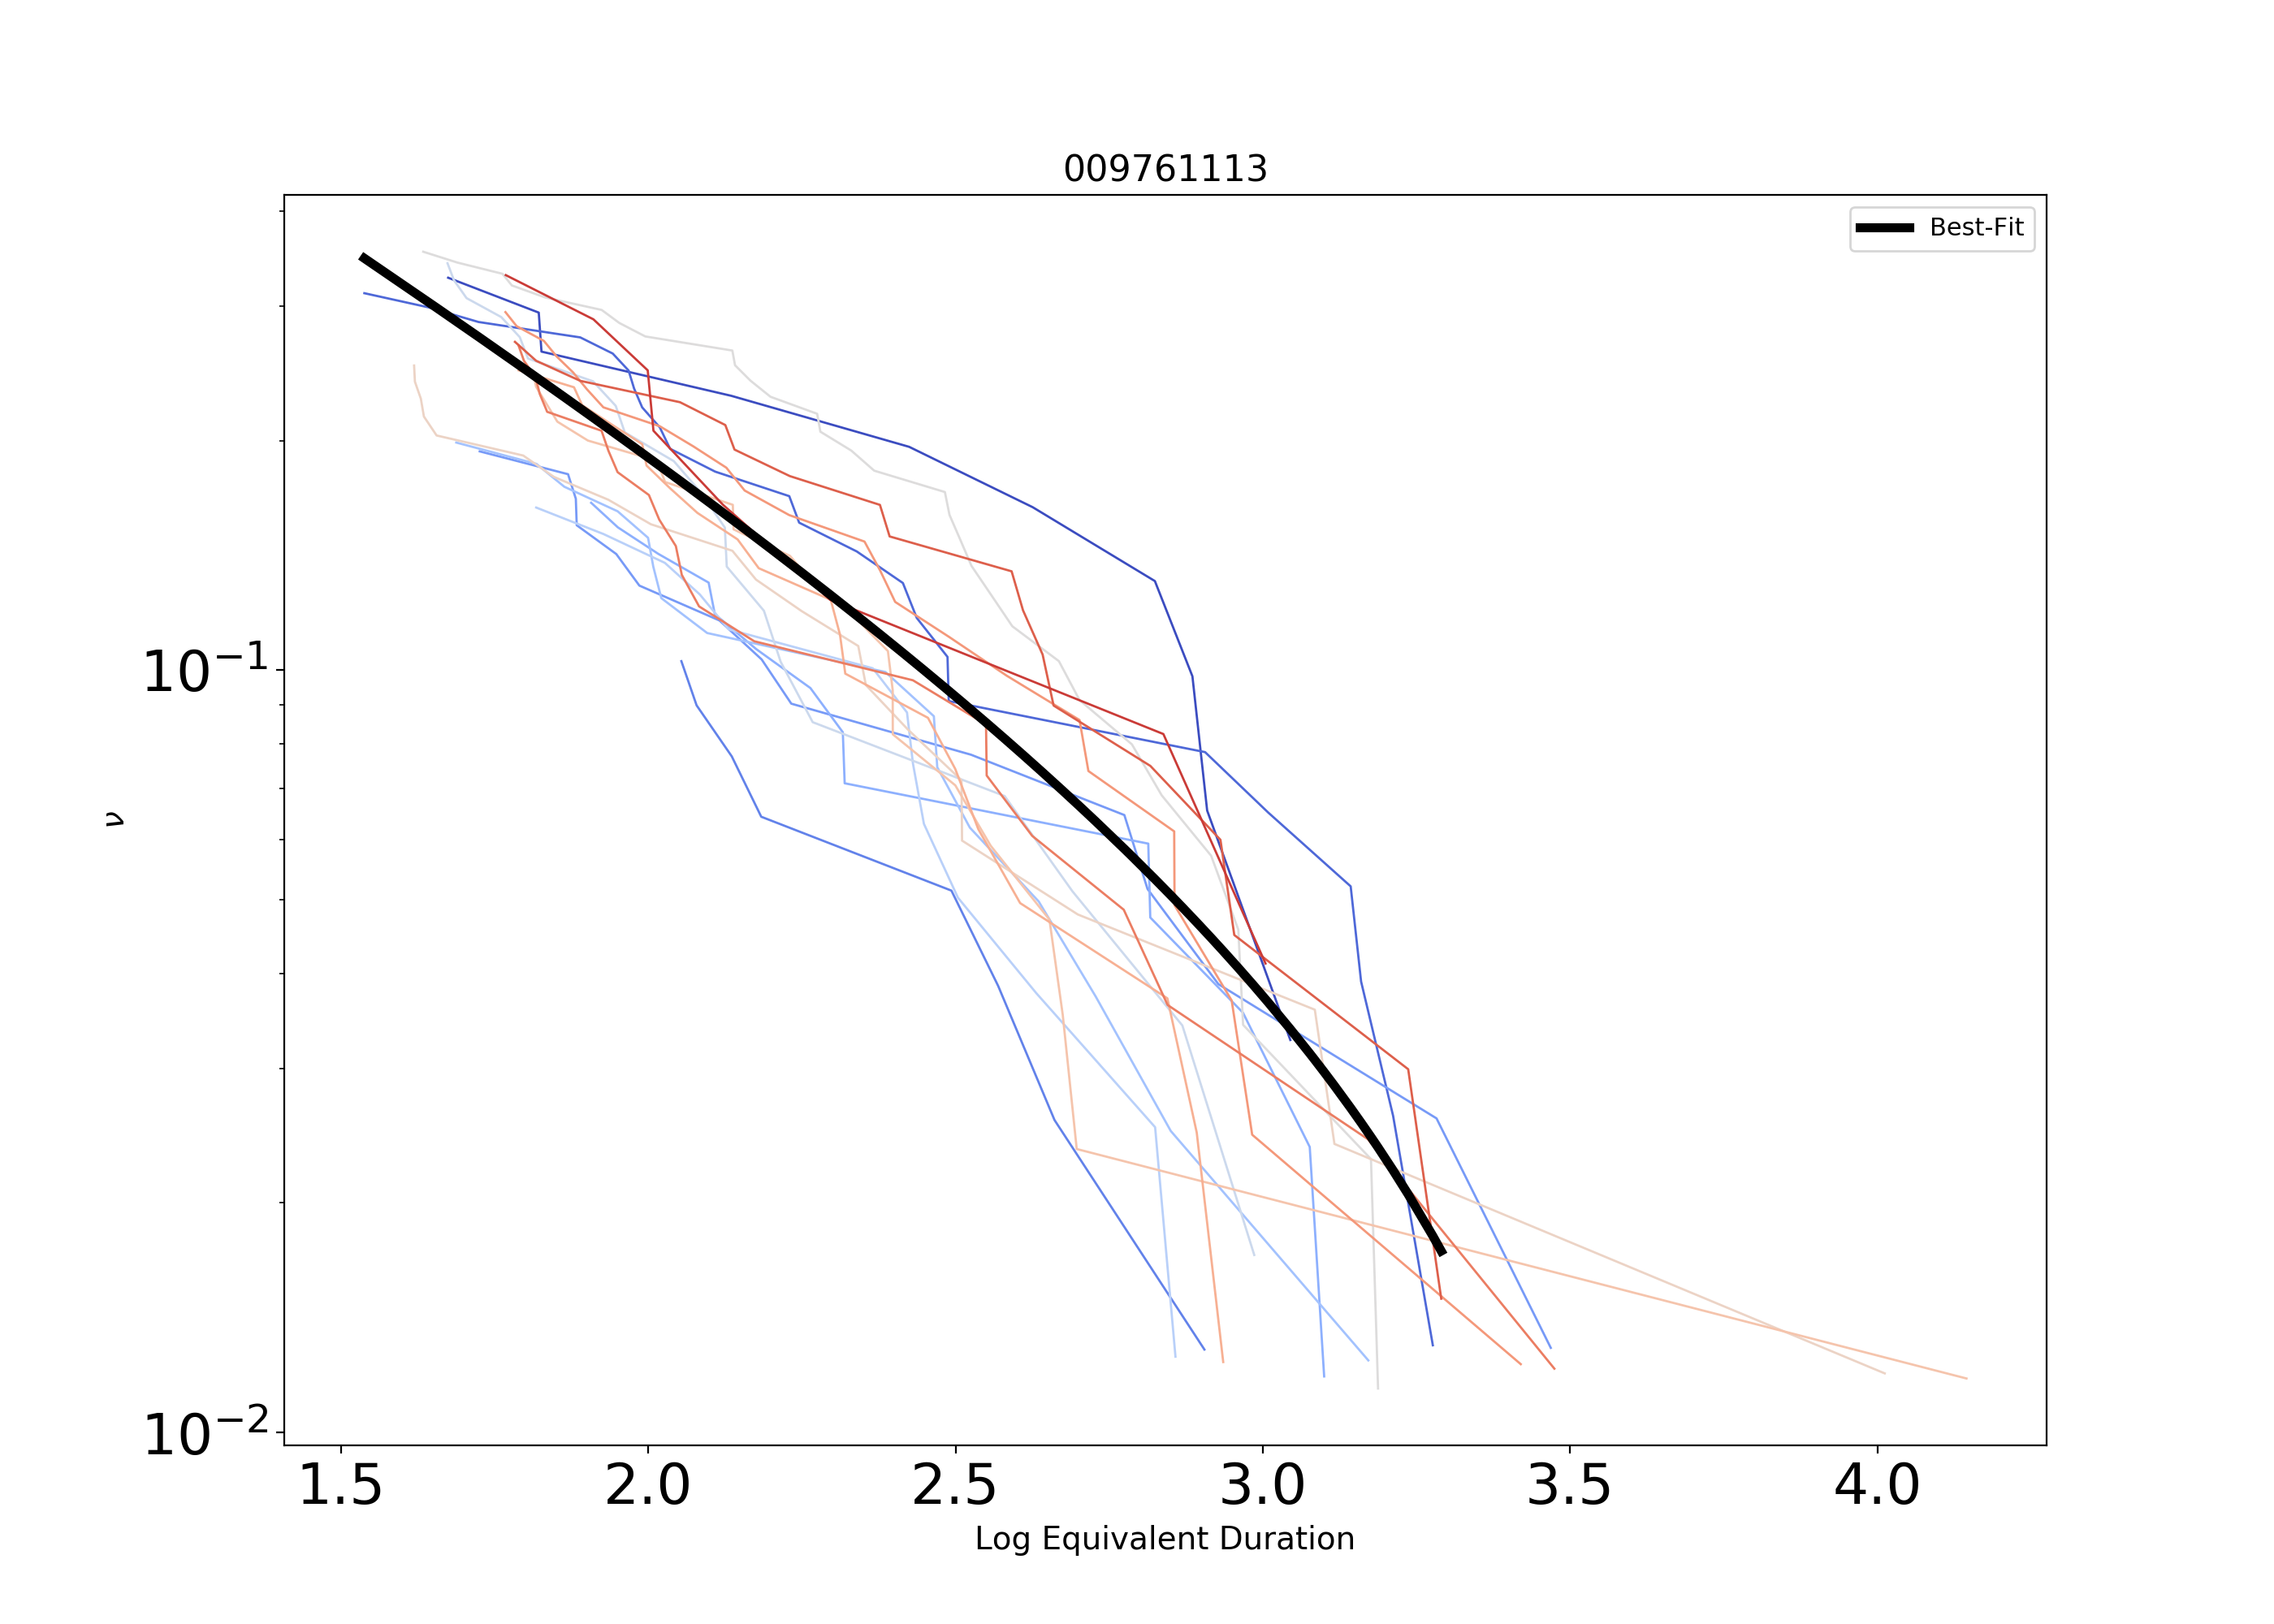 009761113
Best-Fit
10⁻¹
ν
10⁻²
1.5 2.0 2.5 3.0 3.5 4.0
Log Equivalent Duration